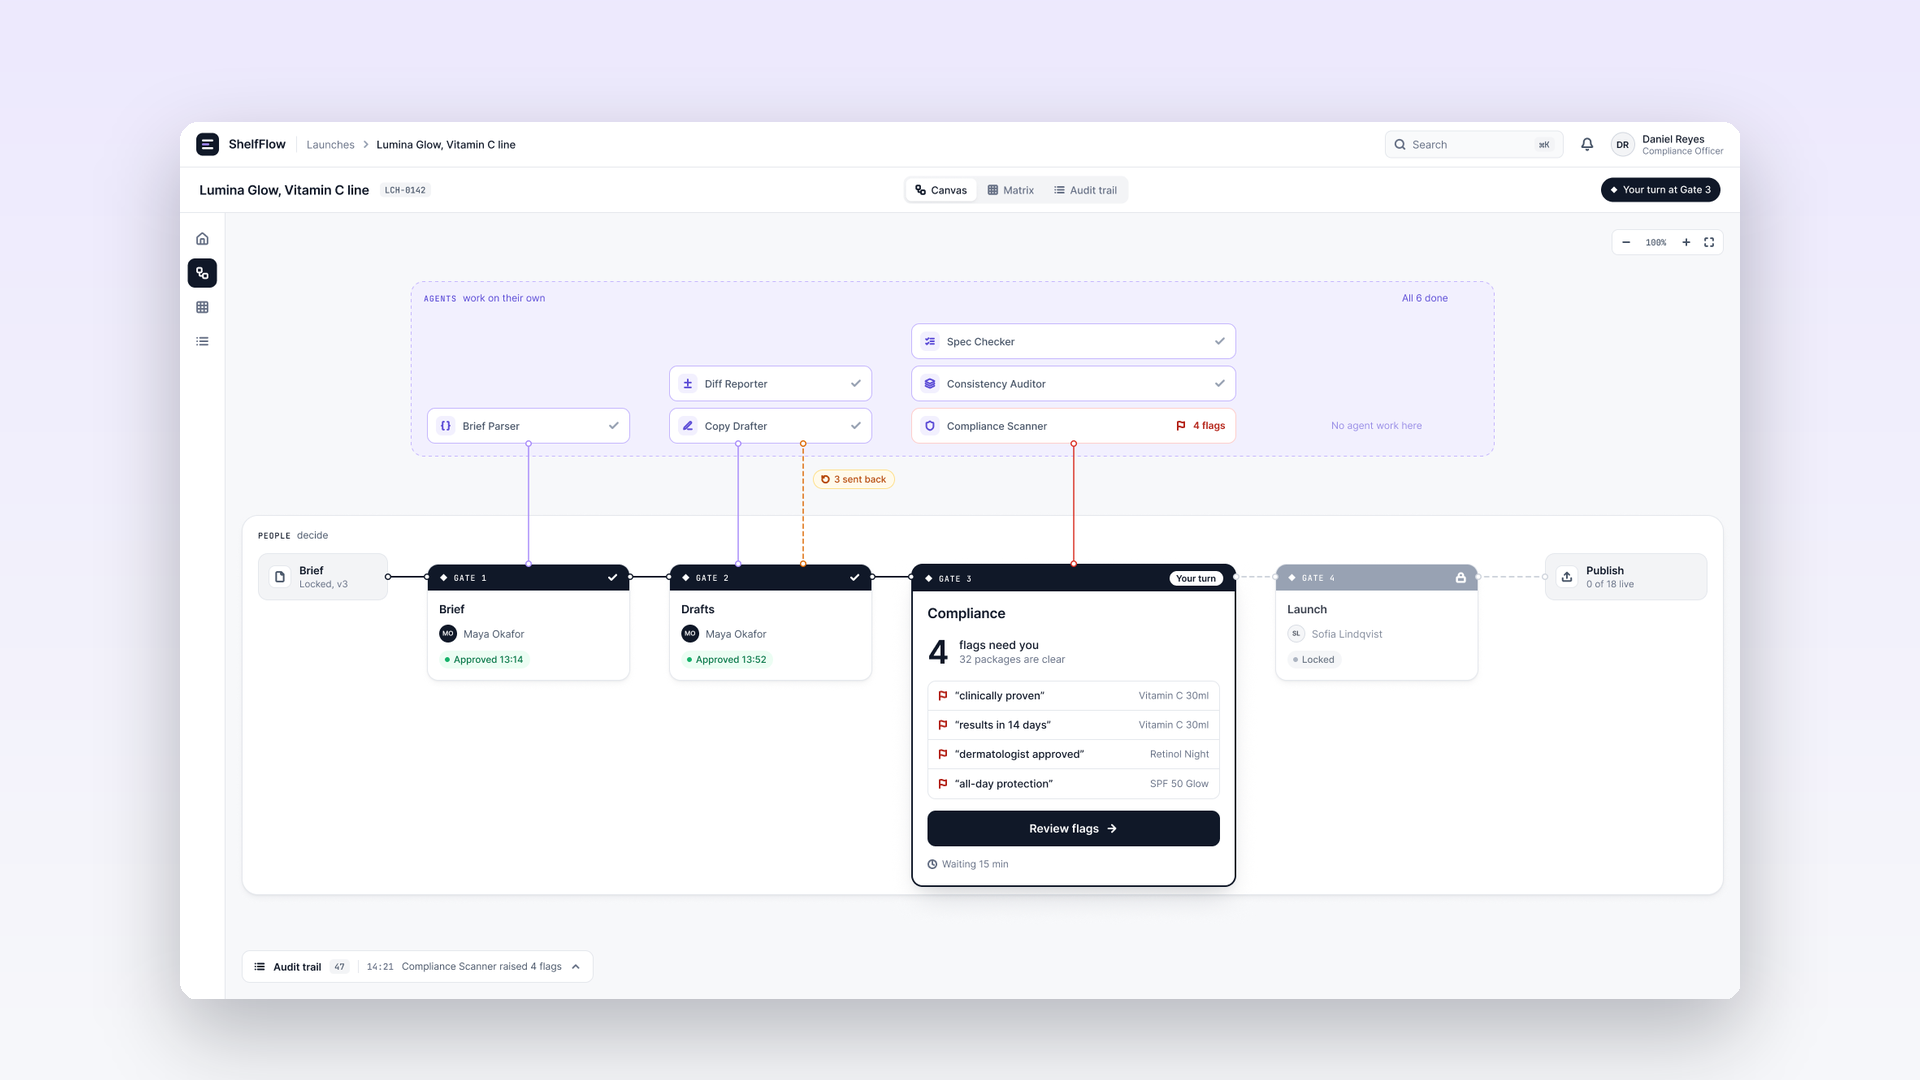 ShelfFlow
Launches
Lumina Glow, Vitamin C line
Search
⌘K
DR
Daniel Reyes
Compliance Officer
Lumina Glow, Vitamin C line
LCH-0142
Canvas
Matrix
Audit trail
Your turn at Gate 3
100%
AGENTS work on their own
All 6 done
Spec Checker
Diff Reporter
Consistency Auditor
Brief Parser
Copy Drafter
Compliance Scanner
4 flags
No agent work here
3 sent back
PEOPLE decide
Brief
Locked, v3
GATE 1
Brief
MO
Maya Okafor
Approved 13:14
GATE 2
Drafts
MO
Maya Okafor
Approved 13:52
GATE 3
Your turn
Compliance
4
flags need you
32 packages are clear
“clinically proven”
Vitamin C 30ml
“results in 14 days”
Vitamin C 30ml
“dermatologist approved”
Retinol Night
“all-day protection”
SPF 50 Glow
Review flags
Waiting 15 min
GATE 4
Launch
SL
Sofia Lindqvist
Locked
Publish
0 of 18 live
Audit trail
47
14:21
Compliance Scanner raised 4 flags